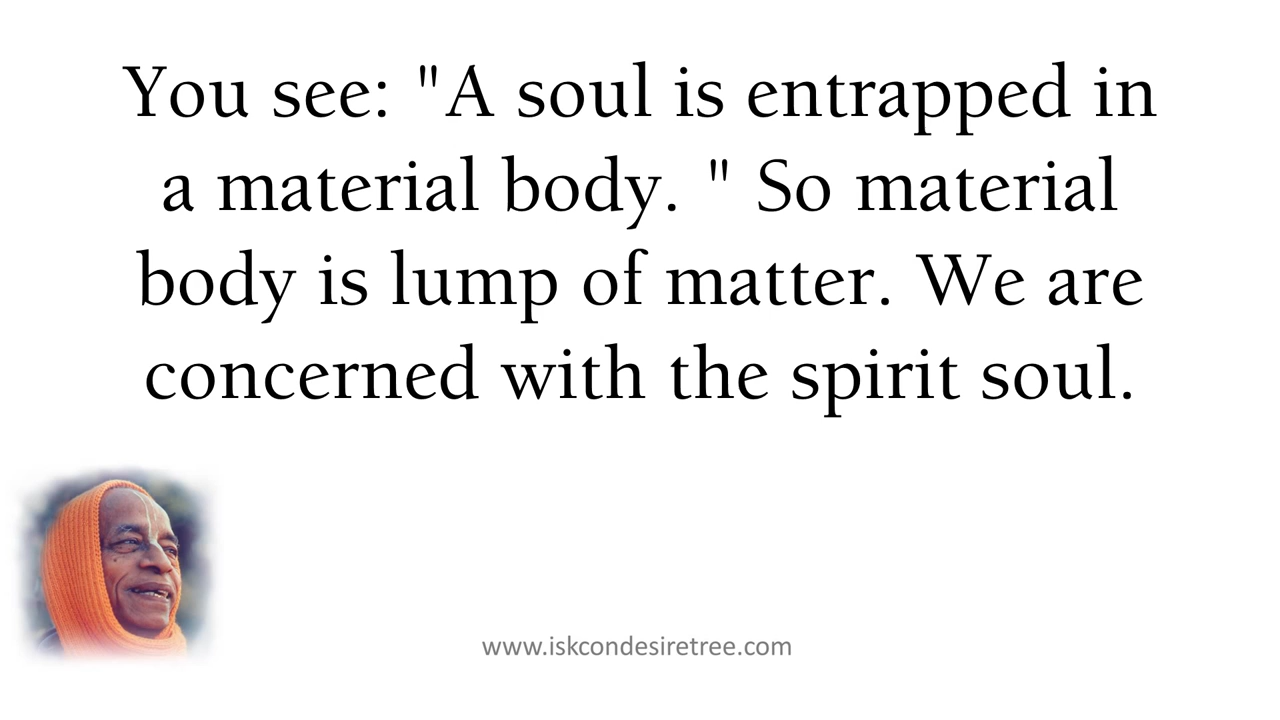 You see: "A soul is entrapped in
a material body. " So material
body is lump of matter. We are
concerned with the spirit soul.
www.iskcondesiretree.com